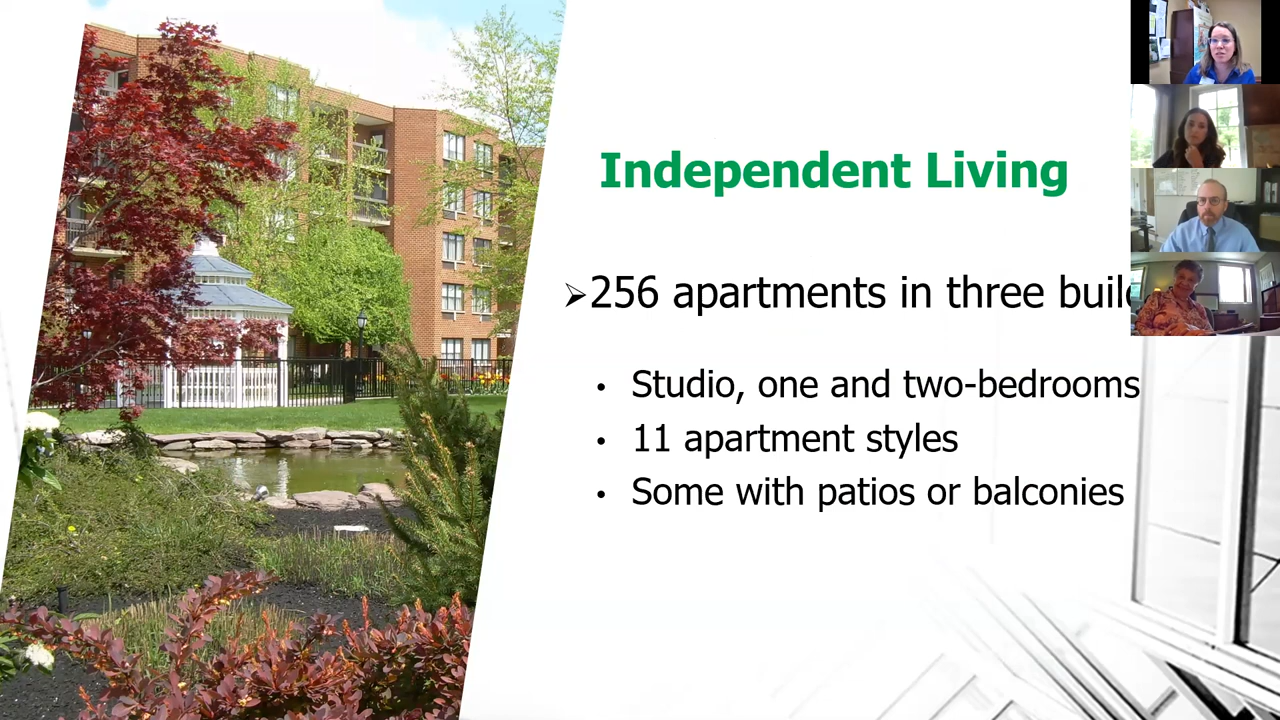 Independent Living
➢256 apartments in three buil
• Studio, one and two-bedrooms
• 11 apartment styles
• Some with patios or balconies